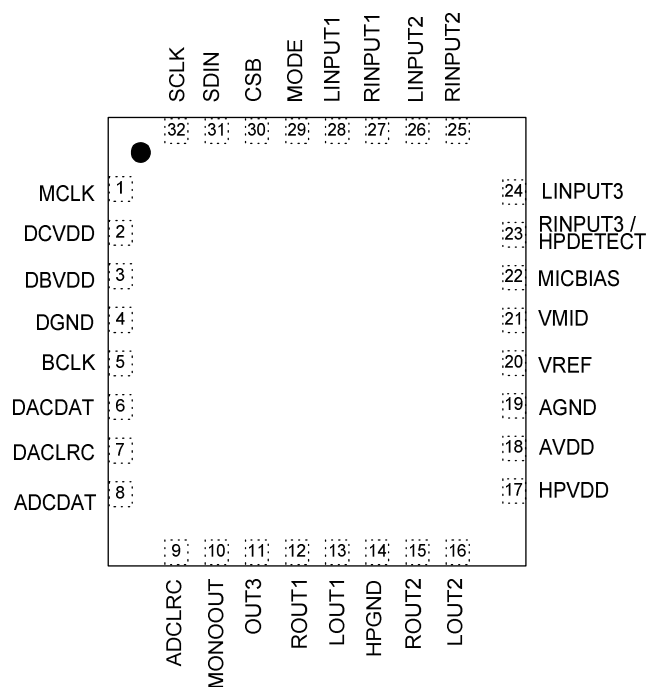 SCLK
SDIN
CSB
MODE
LINPUT1
RINPUT1
LINPUT2
RINPUT2
32
31
30
29
28
27
26
25
MCLK 1
DCVDD 2
DBVDD 3
DGND 4
BCLK 5
DACDAT 6
DACLRC 7
ADCDAT 8
24 LINPUT3
23 RINPUT3 /
HPDETECT
22 MICBIAS
21 VMID
20 VREF
19 AGND
18 AVDD
17 HPVDD
9
10
11
12
13
14
15
16
ADCLRC
MONOOUT
OUT3
ROUT1
LOUT1
HPGND
ROUT2
LOUT2